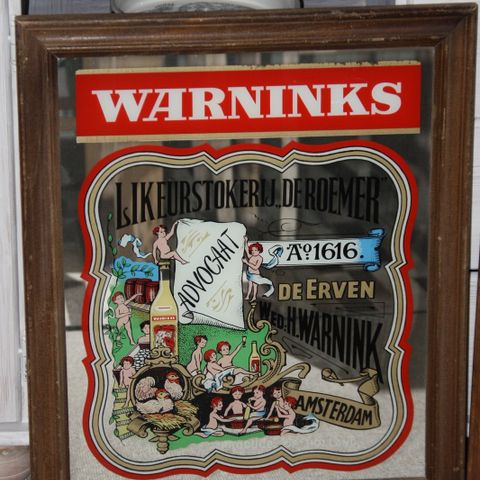 WARNINKS
LIKEURSTOKERIJ „DE ROEMER"
ADVOCAAT
Aº. 1616.
DE ERVEN
WED. H. WARNINK
AMSTERDAM